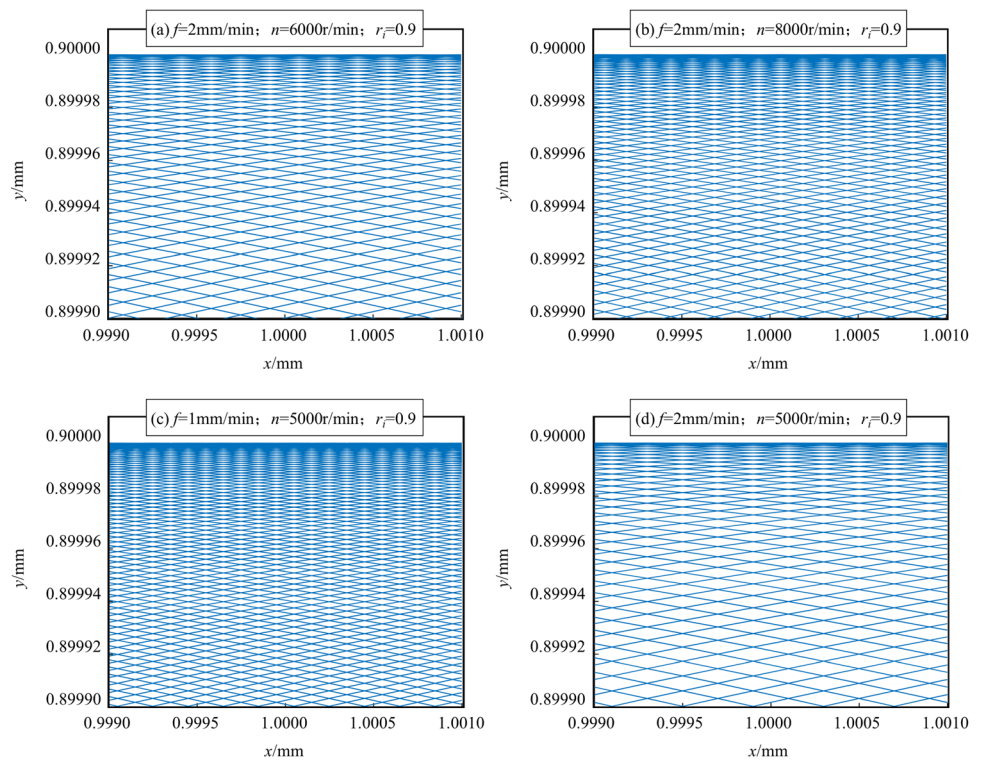 (a) f=2mm/min；n=6000r/min；rᵢ=0.9
0.90000
0.89998
0.89996
0.89994
0.89992
0.89990
y/mm
0.9990 0.9995 1.0000 1.0005 1.0010
x/mm
(b) f=2mm/min；n=8000r/min；rᵢ=0.9
0.90000
0.89998
0.89996
0.89994
0.89992
0.89990
y/mm
0.9990 0.9995 1.0000 1.0005 1.0010
x/mm
(c) f=1mm/min；n=5000r/min；rᵢ=0.9
0.90000
0.89998
0.89996
0.89994
0.89992
0.89990
y/mm
0.9990 0.9995 1.0000 1.0005 1.0010
x/mm
(d) f=2mm/min；n=5000r/min；rᵢ=0.9
0.90000
0.89998
0.89996
0.89994
0.89992
0.89990
y/mm
0.9990 0.9995 1.0000 1.0005 1.0010
x/mm